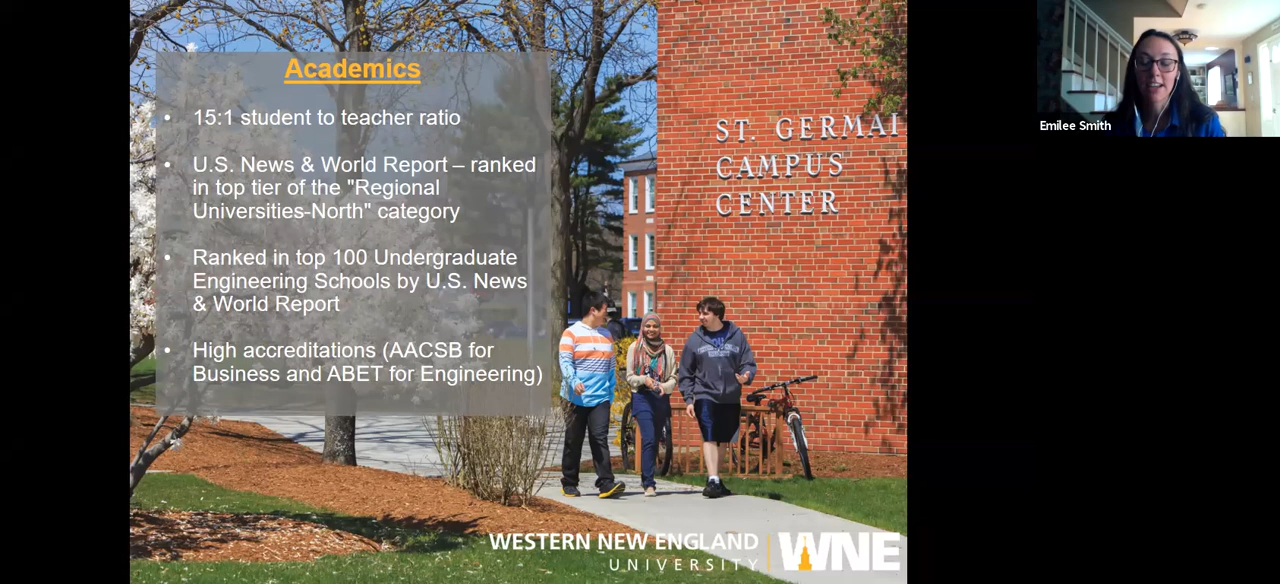 Academics
• 15:1 student to teacher ratio
• U.S. News & World Report – ranked
in top tier of the "Regional
Universities-North" category
• Ranked in top 100 Undergraduate
Engineering Schools by U.S. News
& World Report
• High accreditations (AACSB for
Business and ABET for Engineering)
ST. GERMAI
CAMPUS
CENTER
WESTERN NEW ENGLAND
UNIVERSITY
WNE
Emilee Smith